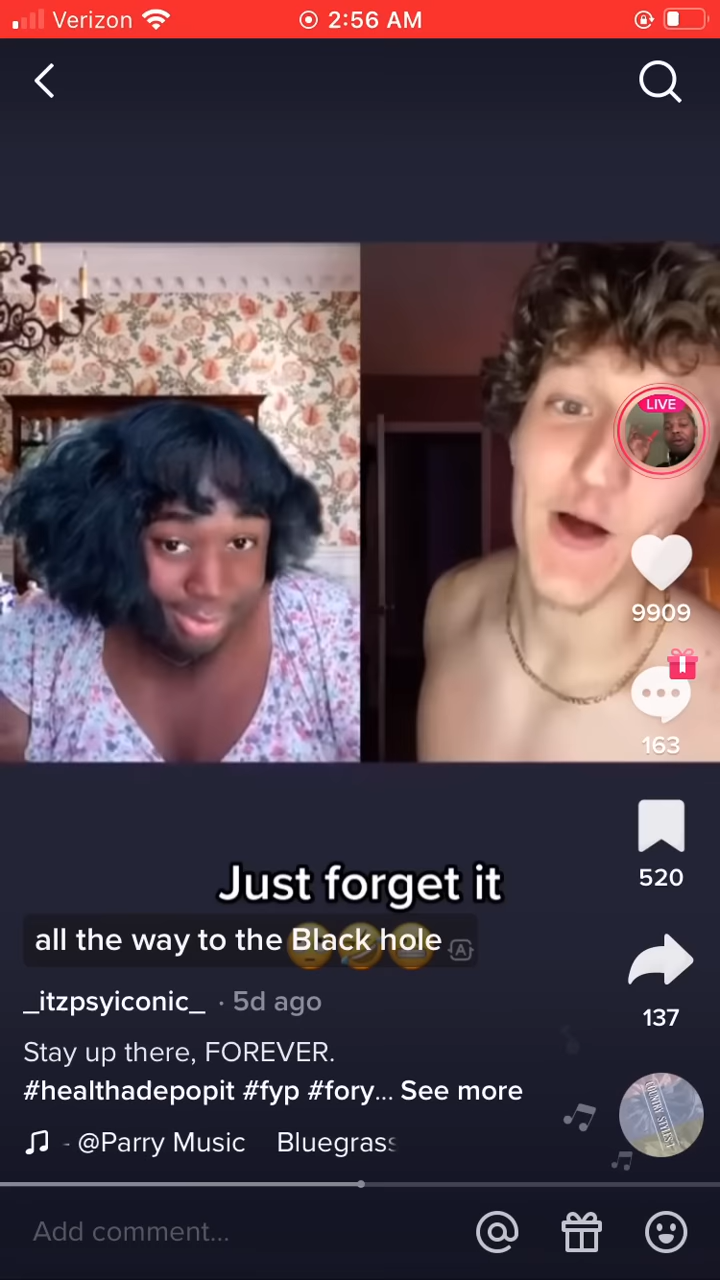 Verizon 2:56 AM
LIVE
9909
163
Just forget it
520
all the way to the Black hole
_itzpsyiconic_ · 5d ago
137
Stay up there, FOREVER.
#healthadepopit #fyp #fory... See more
- @Parry Music Bluegrass
Add comment...